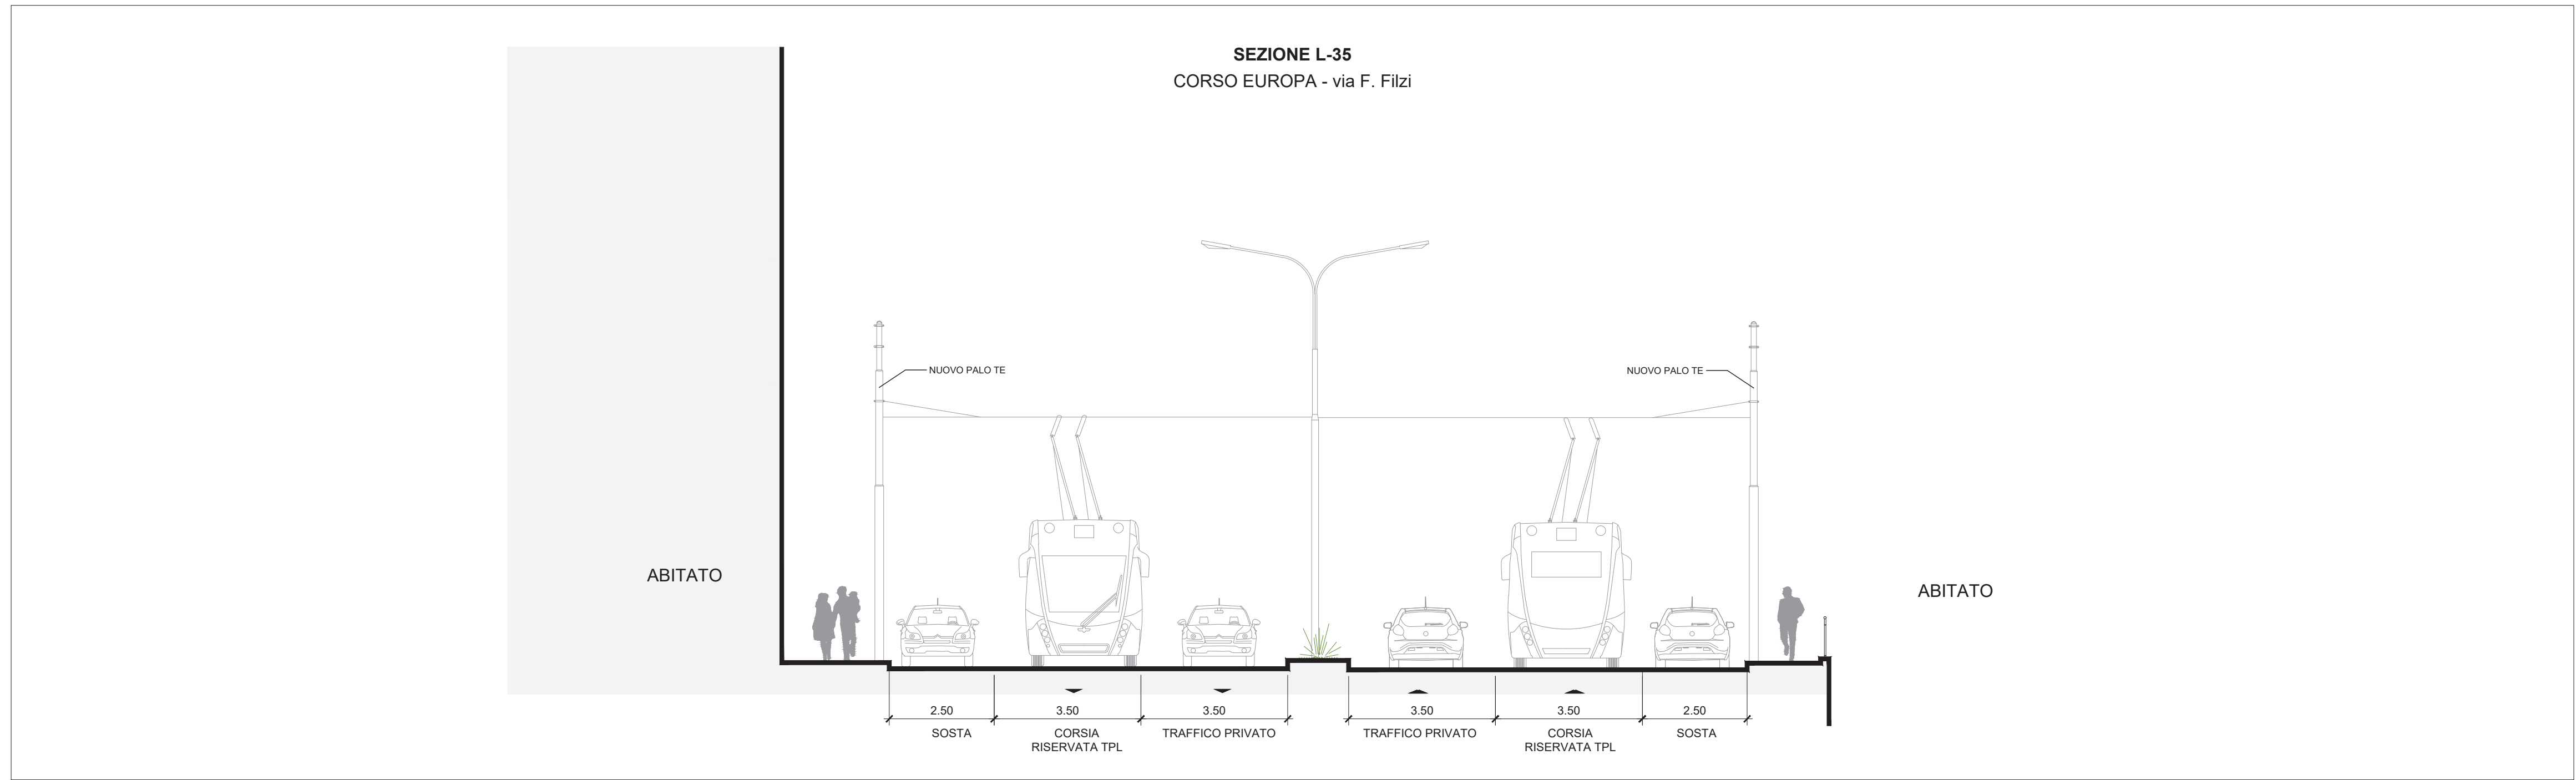 SEZIONE L-35
CORSO EUROPA - via F. Filzi
NUOVO PALO TE
NUOVO PALO TE
ABITATO
ABITATO
2.50
3.50
3.50
3.50
3.50
2.50
SOSTA
CORSIA
RISERVATA TPL
TRAFFICO PRIVATO
TRAFFICO PRIVATO
CORSIA
RISERVATA TPL
SOSTA